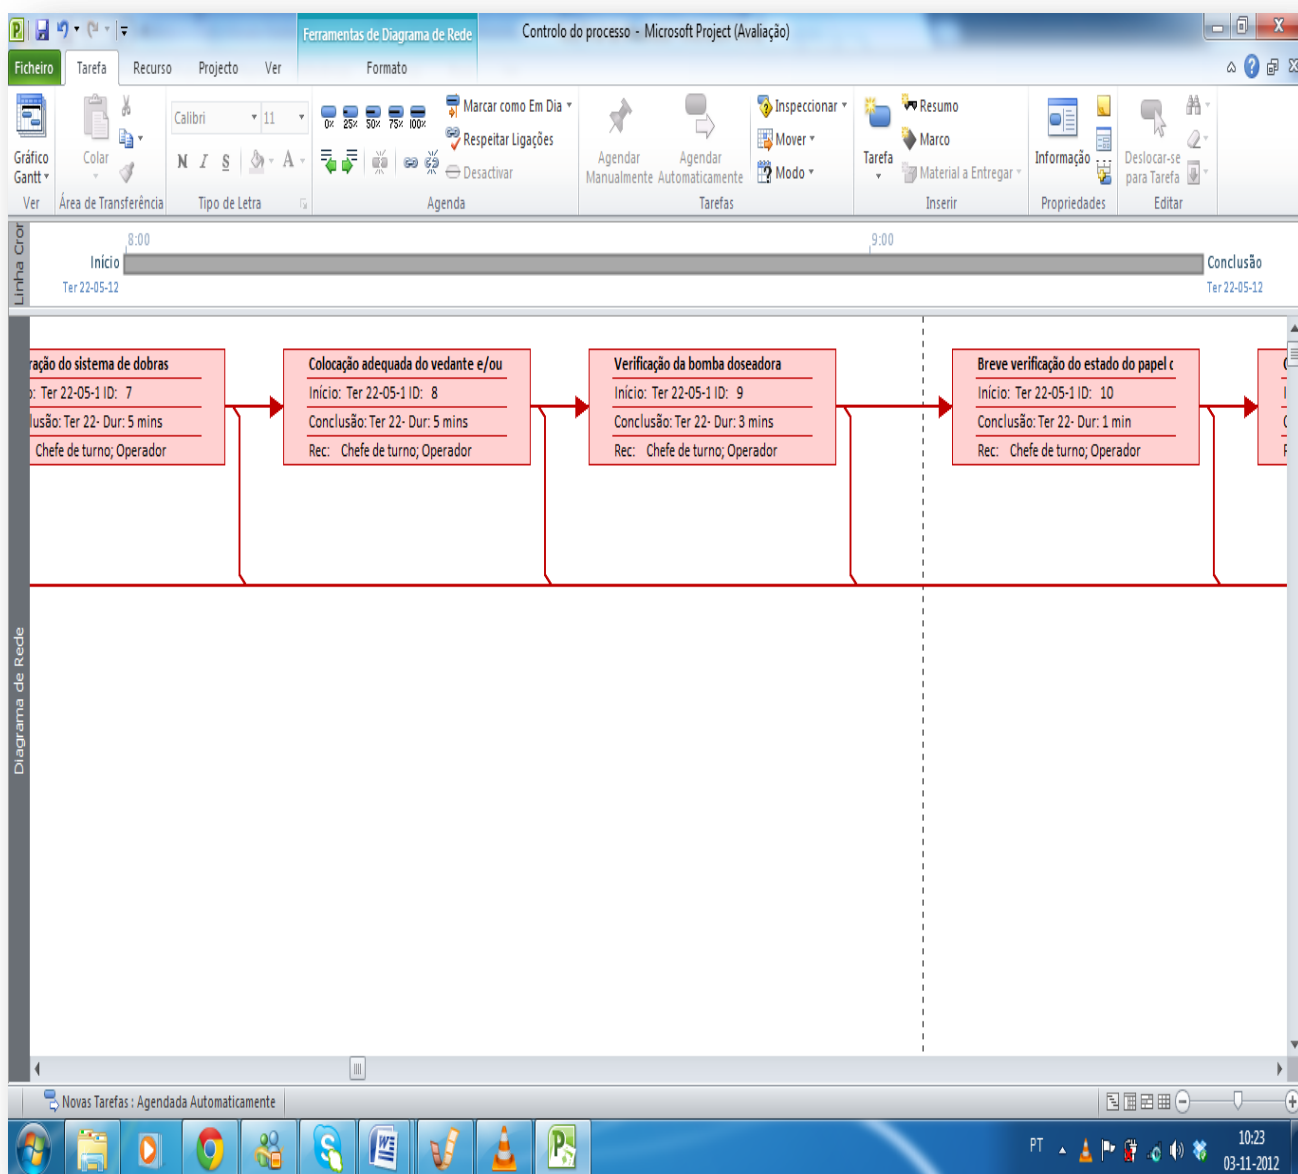 Ferramentas de Diagrama de Rede
Controlo do processo - Microsoft Project (Avaliação)
Ficheiro Tarefa Recurso Projecto Ver Formato
Gráfico Gantt
Ver
Colar
Área de Transferência
Calibri 11
N I S A
Tipo de Letra
0% 25% 50% 75% 100%
Marcar como Em Dia
Respeitar Ligações
Desactivar
Agenda
Agendar Manualmente
Agendar Automaticamente
Inspeccionar
Mover
Modo
Tarefas
Tarefa
Resumo
Marco
Material a Entregar
Inserir
Informação
Propriedades
Deslocar-se para Tarefa
Editar
Linha Cror
8:00
9:00
Início
Ter 22-05-12
Conclusão
Ter 22-05-12
Diagrama de Rede
ração do sistema de dobras
o: Ter 22-05-1 ID: 7
lusão: Ter 22- Dur: 5 mins
Chefe de turno; Operador
Colocação adequada do vedante e/ou
Início: Ter 22-05-1 ID: 8
Conclusão: Ter 22- Dur: 5 mins
Rec: Chefe de turno; Operador
Verificação da bomba doseadora
Início: Ter 22-05-1 ID: 9
Conclusão: Ter 22- Dur: 3 mins
Rec: Chefe de turno; Operador
Breve verificação do estado do papel c
Início: Ter 22-05-1 ID: 10
Conclusão: Ter 22- Dur: 1 min
Rec: Chefe de turno; Operador
Novas Tarefas : Agendada Automaticamente
PT
10:23
03-11-2012